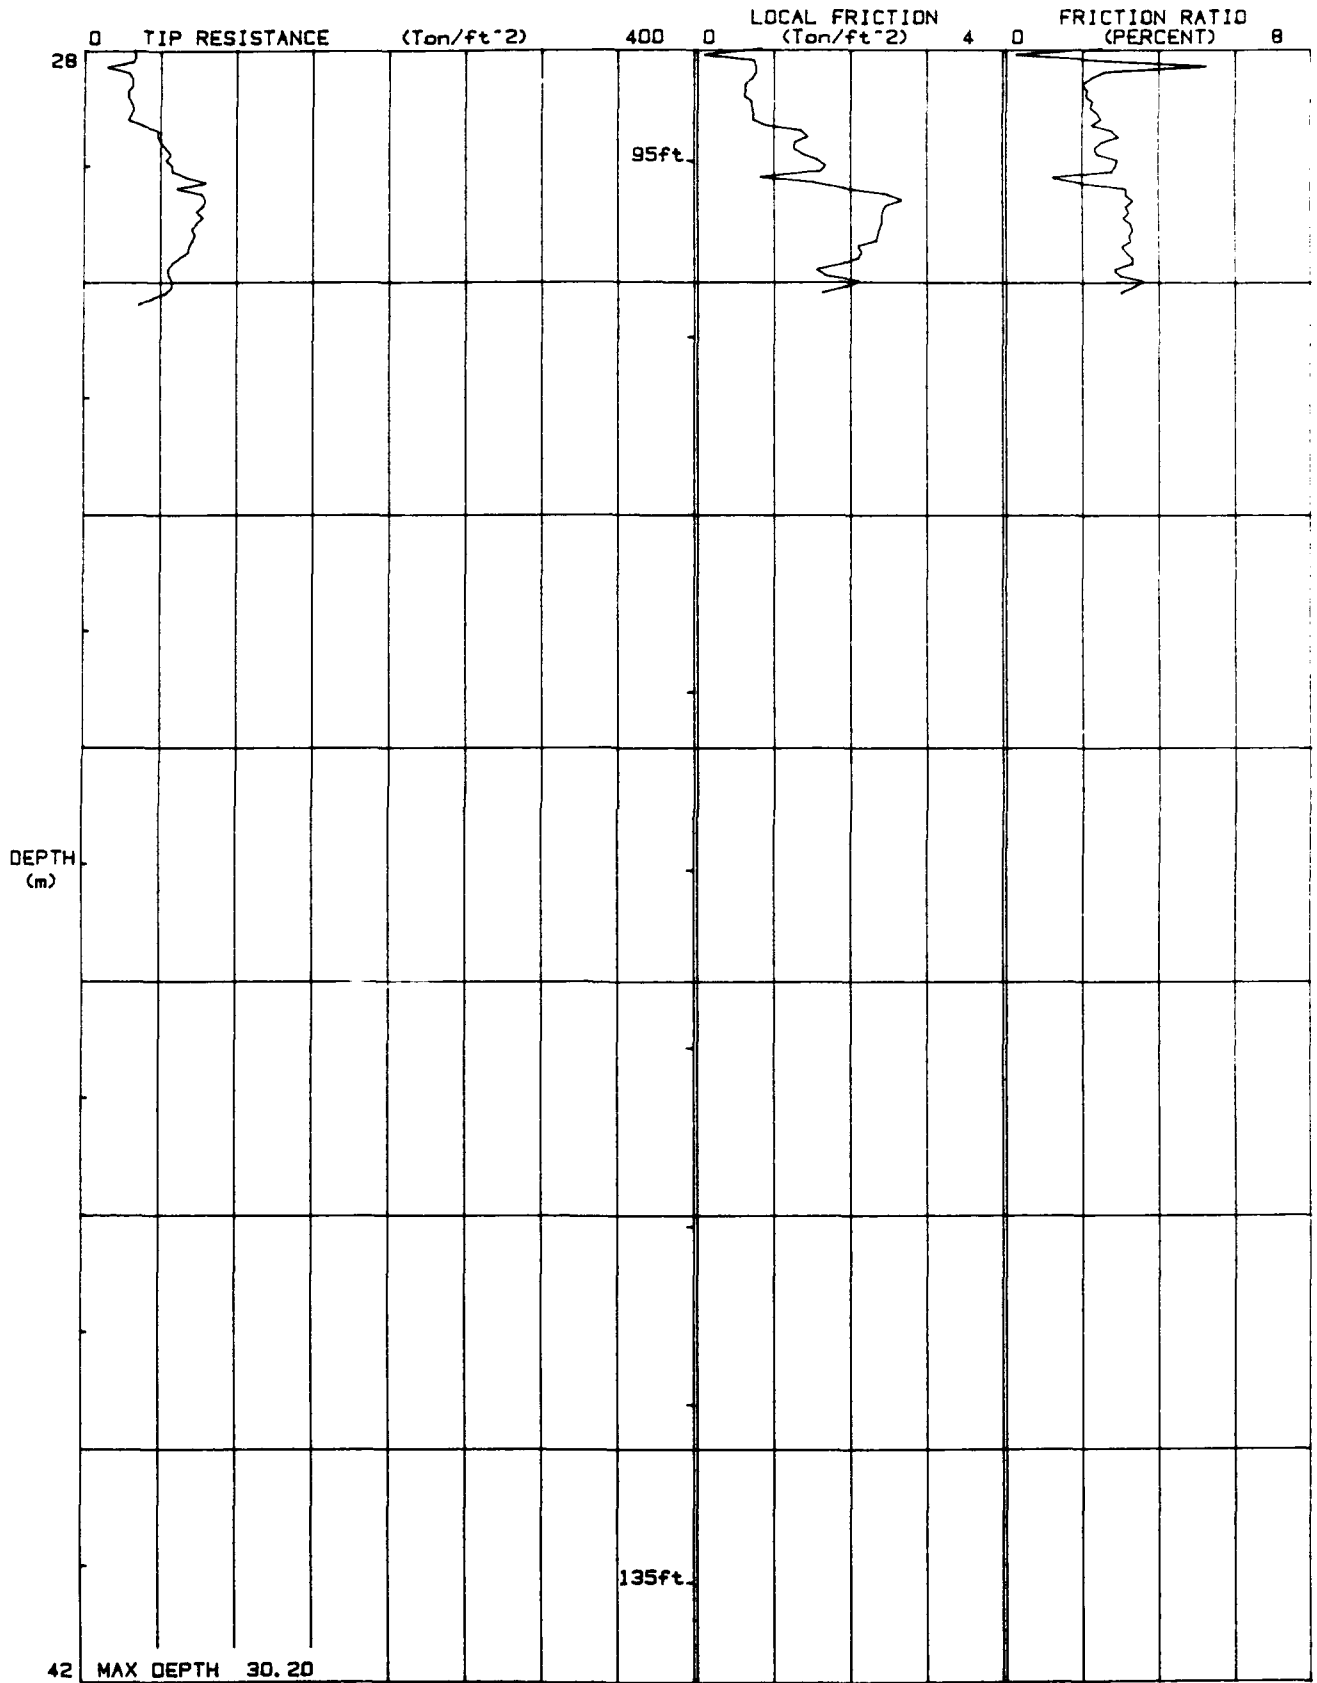 LOCAL FRICTION FRICTION RATIO
0 TIP RESISTANCE (Ton/ft^2) 400 0 (Ton/ft^2) 4 0 (PERCENT) 8
28
95ft.
DEPTH
(m)
135ft.
42 MAX DEPTH 30.20